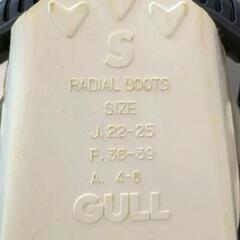 S
RADIAL BOOTS
SIZE
J. 22-25
F. 36-39
A. 4-6
GULL